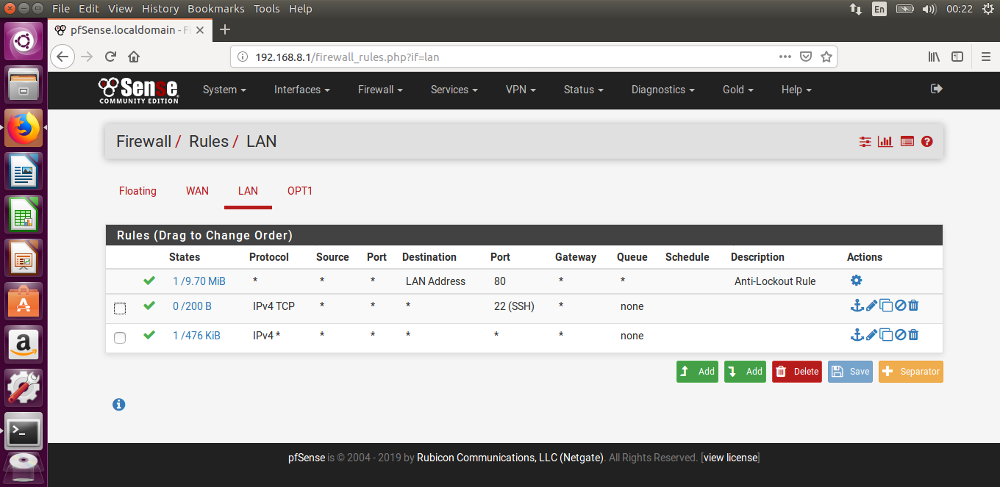 File Edit View History Bookmarks Tools Help En 00:22
pfSense.localdomain - Fi
192.168.8.1/firewall_rules.php?if=lan
Sense System Interfaces Firewall Services VPN Status Diagnostics Gold Help
COMMUNITY EDITION
Firewall / Rules / LAN
Floating WAN LAN OPT1
Rules (Drag to Change Order)
States Protocol Source Port Destination Port Gateway Queue Schedule Description Actions
1 /9.70 MiB * * * LAN Address 80 * * Anti-Lockout Rule
0 /200 B IPv4 TCP * * * 22 (SSH) * none
1 /476 KiB IPv4 * * * * * * none
Add Add Delete Save Separator
pfSense is © 2004 - 2019 by Rubicon Communications, LLC (Netgate). All Rights Reserved. [view license]